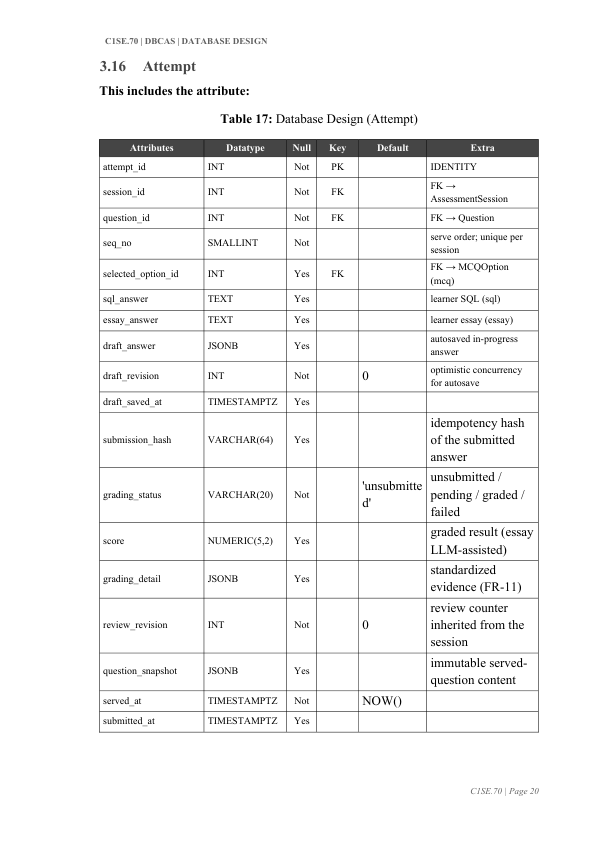 C1SE.70 | DBCAS | DATABASE DESIGN
3.16 Attempt
This includes the attribute:
Table 17: Database Design (Attempt)
Attributes Datatype Null Key Default Extra
attempt_id INT Not PK IDENTITY
session_id INT Not FK FK →
AssessmentSession
question_id INT Not FK FK → Question
seq_no SMALLINT Not serve order; unique per
session
selected_option_id INT Yes FK FK → MCQOption
(mcq)
sql_answer TEXT Yes learner SQL (sql)
essay_answer TEXT Yes learner essay (essay)
draft_answer JSONB Yes autosaved in-progress
answer
draft_revision INT Not 0 optimistic concurrency
for autosave
draft_saved_at TIMESTAMPTZ Yes
submission_hash VARCHAR(64) Yes idempotency hash
of the submitted
answer
grading_status VARCHAR(20) Not 'unsubmitte
d' unsubmitted /
pending / graded /
failed
score NUMERIC(5,2) Yes graded result (essay
LLM-assisted)
grading_detail JSONB Yes standardized
evidence (FR-11)
review_revision INT Not 0 review counter
inherited from the
session
question_snapshot JSONB Yes immutable served-
question content
served_at TIMESTAMPTZ Not NOW()
submitted_at TIMESTAMPTZ Yes
C1SE.70 | Page 20